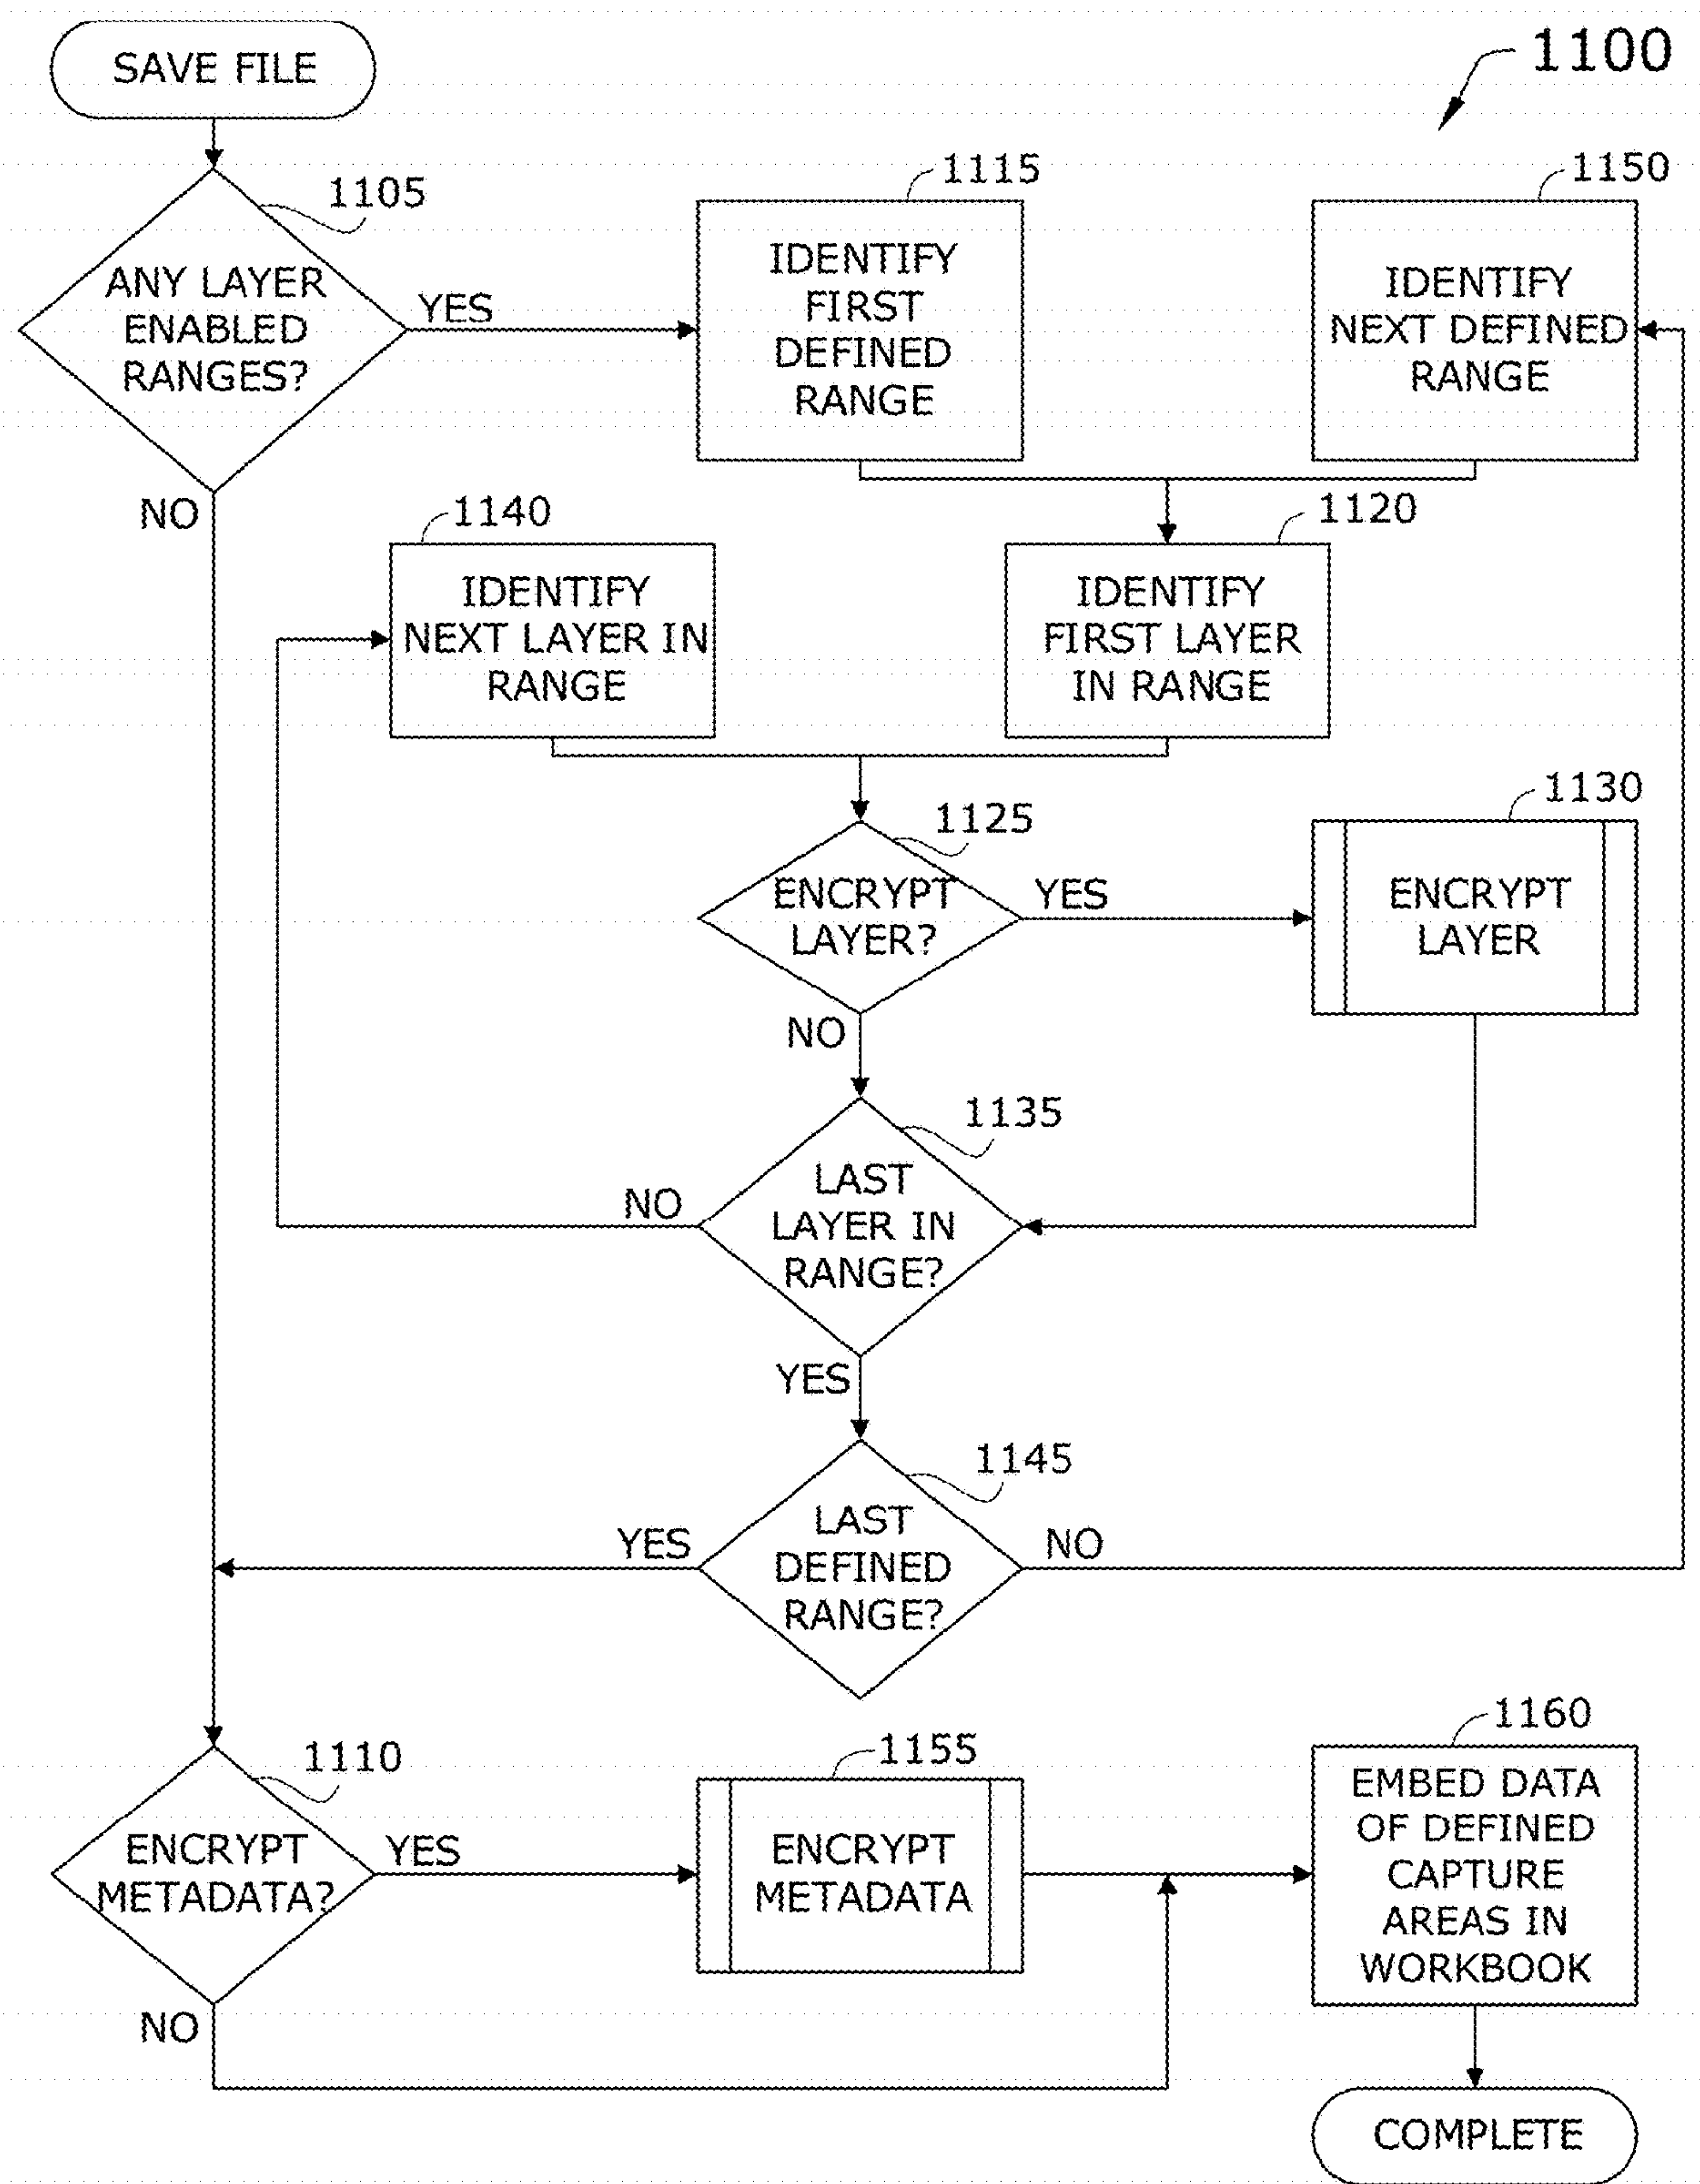 SAVE FILE
1100
1105
ANY LAYER
ENABLED
RANGES?
YES
NO
1115
IDENTIFY
FIRST
DEFINED
RANGE
1150
IDENTIFY
NEXT DEFINED
RANGE
1140
IDENTIFY
NEXT LAYER IN
RANGE
1120
IDENTIFY
FIRST LAYER
IN RANGE
1125
ENCRYPT
LAYER?
YES
NO
1130
ENCRYPT
LAYER
1135
LAST
LAYER IN
RANGE?
NO
YES
1145
LAST
DEFINED
RANGE?
YES
NO
1110
ENCRYPT
METADATA?
YES
NO
1155
ENCRYPT
METADATA
1160
EMBED DATA
OF DEFINED
CAPTURE
AREAS IN
WORKBOOK
COMPLETE